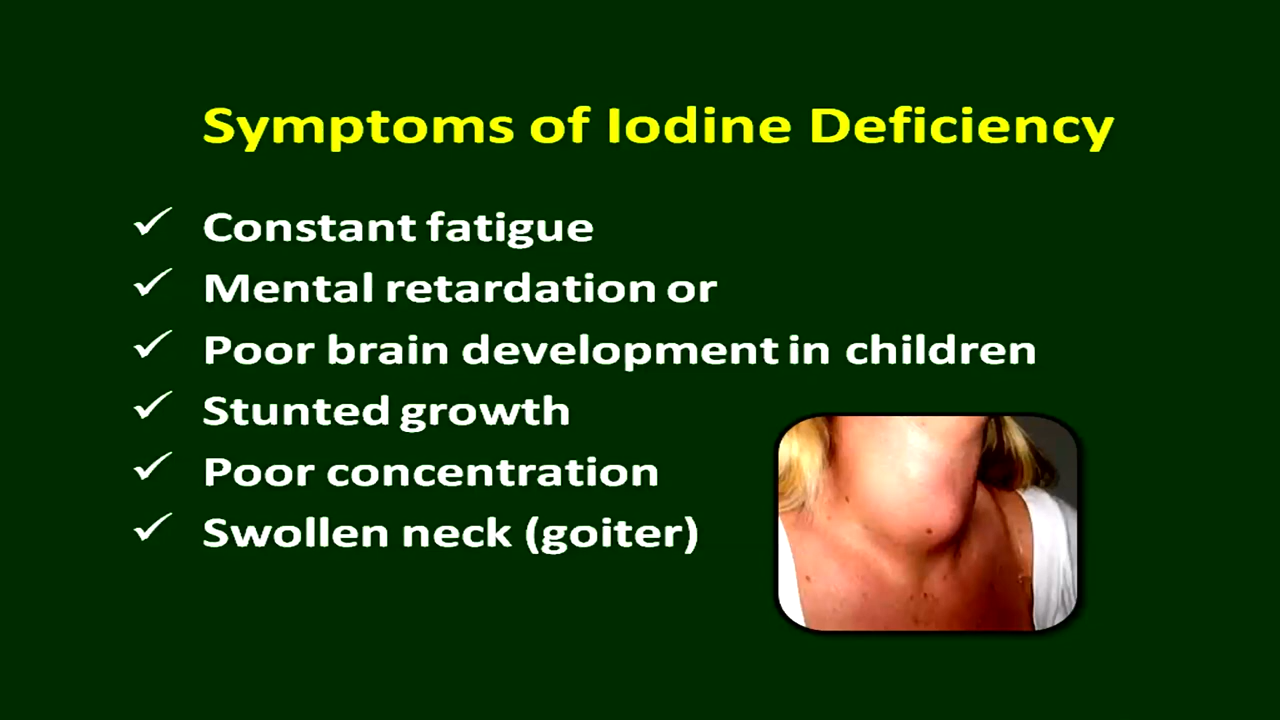 Symptoms of Iodine Deficiency
✓ Constant fatigue
✓ Mental retardation or
✓ Poor brain development in children
✓ Stunted growth
✓ Poor concentration
✓ Swollen neck (goiter)